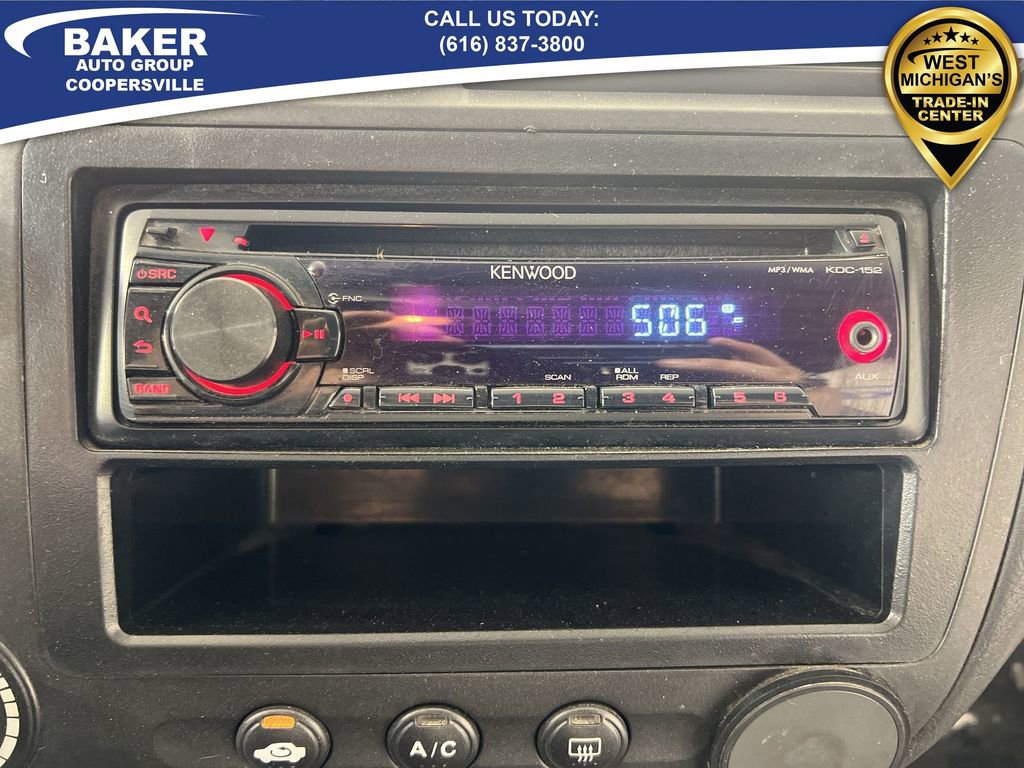 BAKER
AUTO GROUP
COOPERSVILLE
CALL US TODAY:
(616) 837-3800
WEST
MICHIGAN'S
TRADE-IN
CENTER
SRC
KENWOOD
MP3/WMA KDC-152
FNC
506
SCRL
DISP
SCAN
ALL
RDM
REP
AUX
BAND
1 2
3 4
5 6
A/C